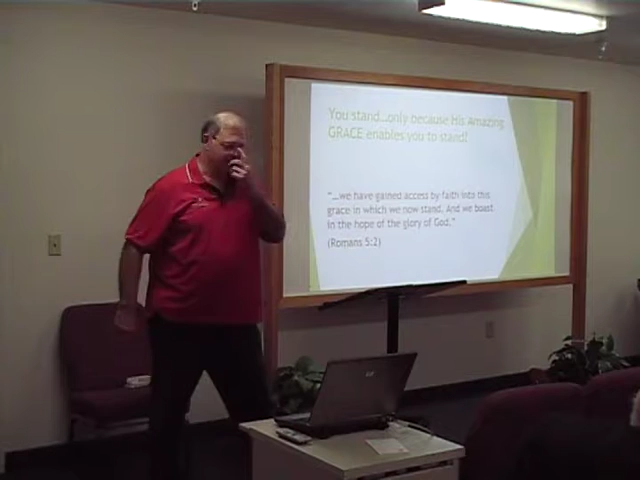 You stand...only because His Amazing
GRACE enables you to stand!
"...we have gained access by faith into this
grace in which we now stand. And we boast
in the hope of the glory of God."
(Romans 5:2)
hp